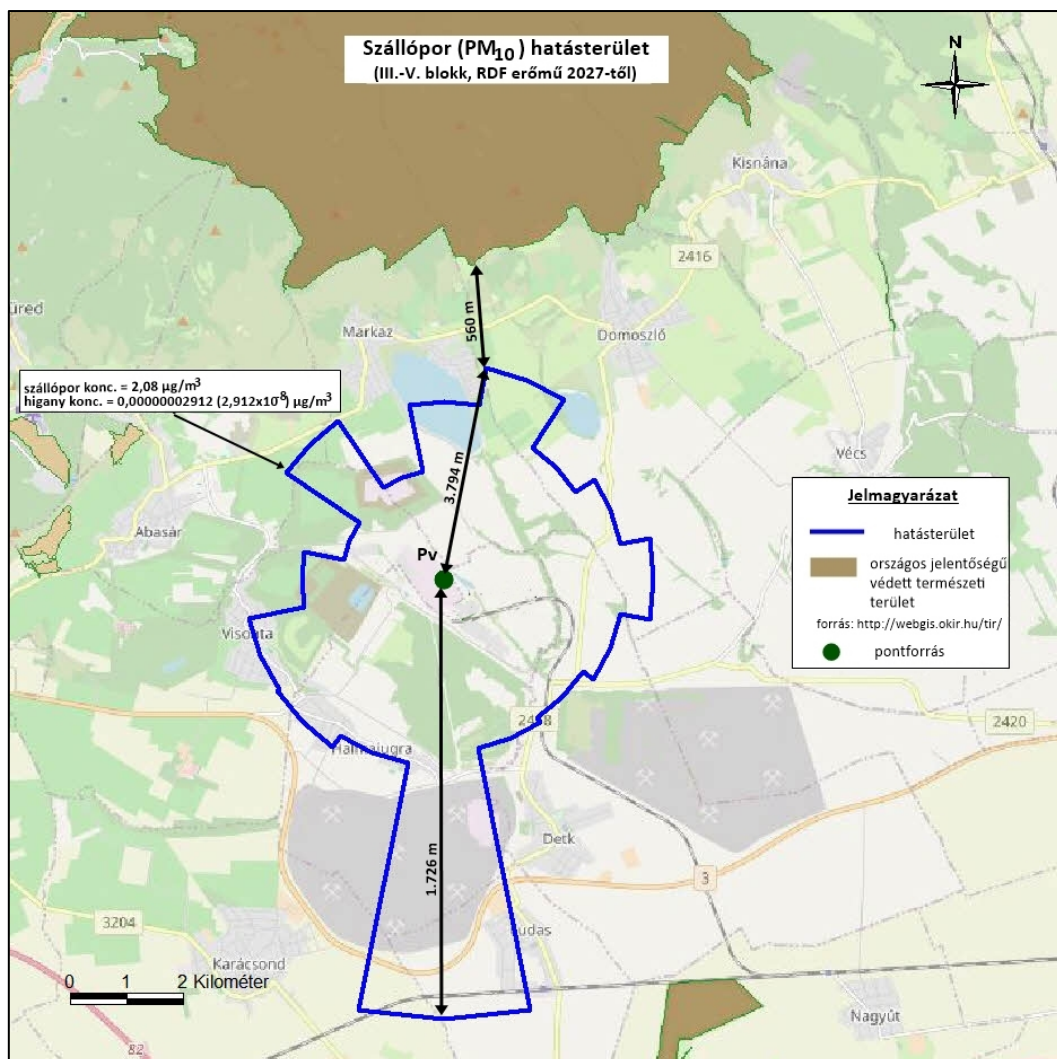 Szállópor (PM10) hatásterület
(III.-V. blokk, RDF erőmű 2027-től)
N
Kisnána
2416
üred
Markaz
560 m
Domoszló
szállópor konc. = 2,08 µg/m³
higany konc. = 0,00000002912 (2,912x10⁻⁸) µg/m³
3.794 m
Vécs
Jelmagyarázat
hatásterület
országos jelentőségű
védett természeti
terület
forrás: http://webgis.okir.hu/tir/
pontforrás
Abasár
Pv
Visonta
2420
Halmajugra
Detk
1.726 m
3
3204
udas
Karácsond
0 1 2 Kilométer
Nagyút
82